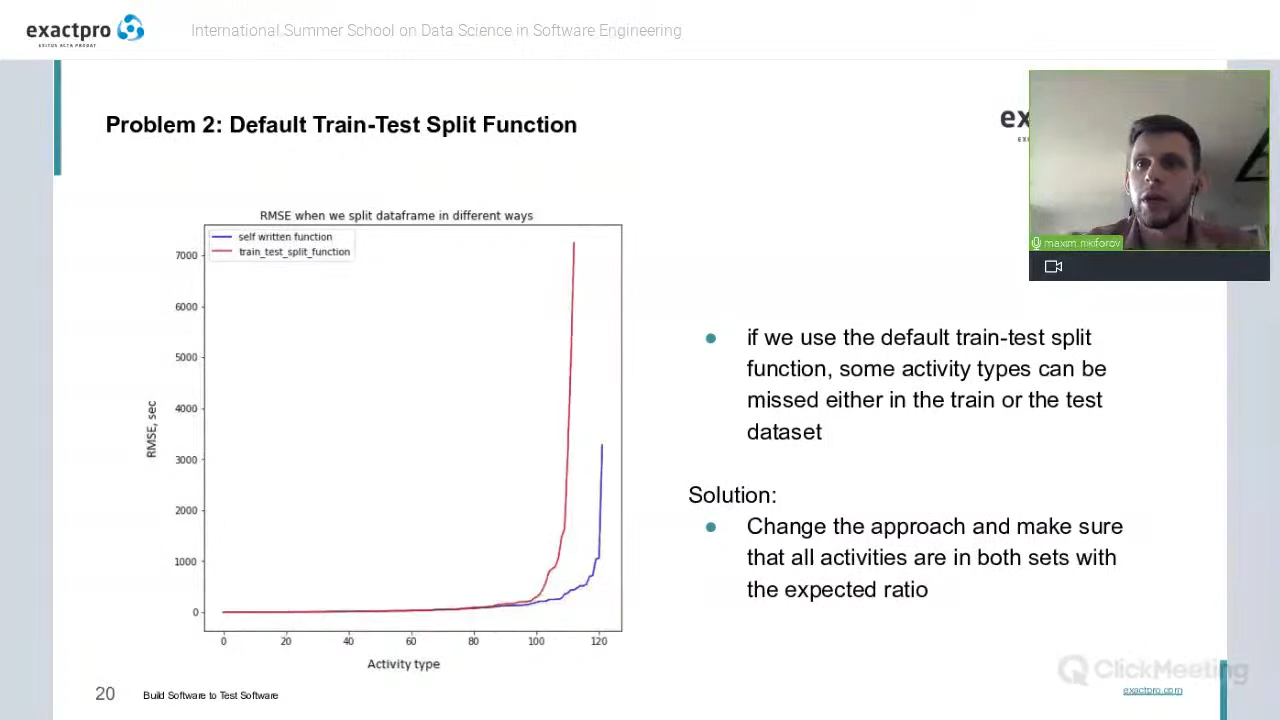 exactpro
EXITUS ACTA PROBAT
International Summer School on Data Science in Software Engineering
Problem 2: Default Train-Test Split Function
ex
maxim.nikiforov
RMSE when we split dataframe in different ways
self written function
train_test_split_function
7000
6000
5000
4000
3000
2000
1000
0
RMSE, sec
0 20 40 60 80 100 120
Activity type
if we use the default train-test split
function, some activity types can be
missed either in the train or the test
dataset
Solution:
Change the approach and make sure
that all activities are in both sets with
the expected ratio
ClickMeeting
20 Build Software to Test Software
exactpro.com